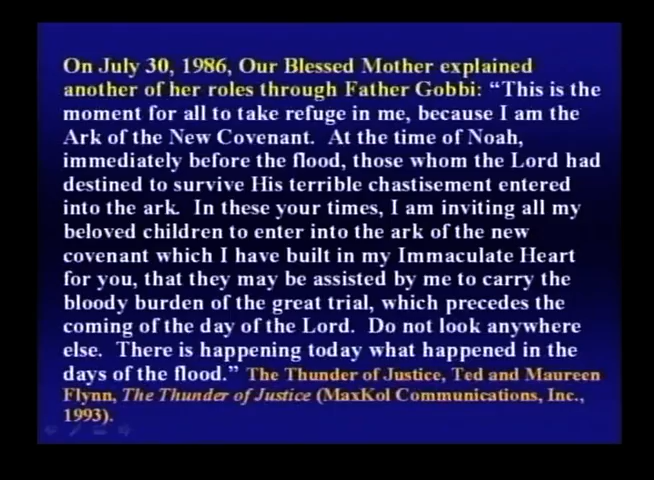 On July 30, 1986, Our Blessed Mother explained
another of her roles through Father Gobbi: “This is the
moment for all to take refuge in me, because I am the
Ark of the New Covenant. At the time of Noah,
immediately before the flood, those whom the Lord had
destined to survive His terrible chastisement entered
into the ark. In these your times, I am inviting all my
beloved children to enter into the ark of the new
covenant which I have built in my Immaculate Heart
for you, that they may be assisted by me to carry the
bloody burden of the great trial, which precedes the
coming of the day of the Lord. Do not look anywhere
else. There is happening today what happened in the
days of the flood.” The Thunder of Justice, Ted and Maureen
Flynn, The Thunder of Justice (MaxKol Communications, Inc.,
1993).